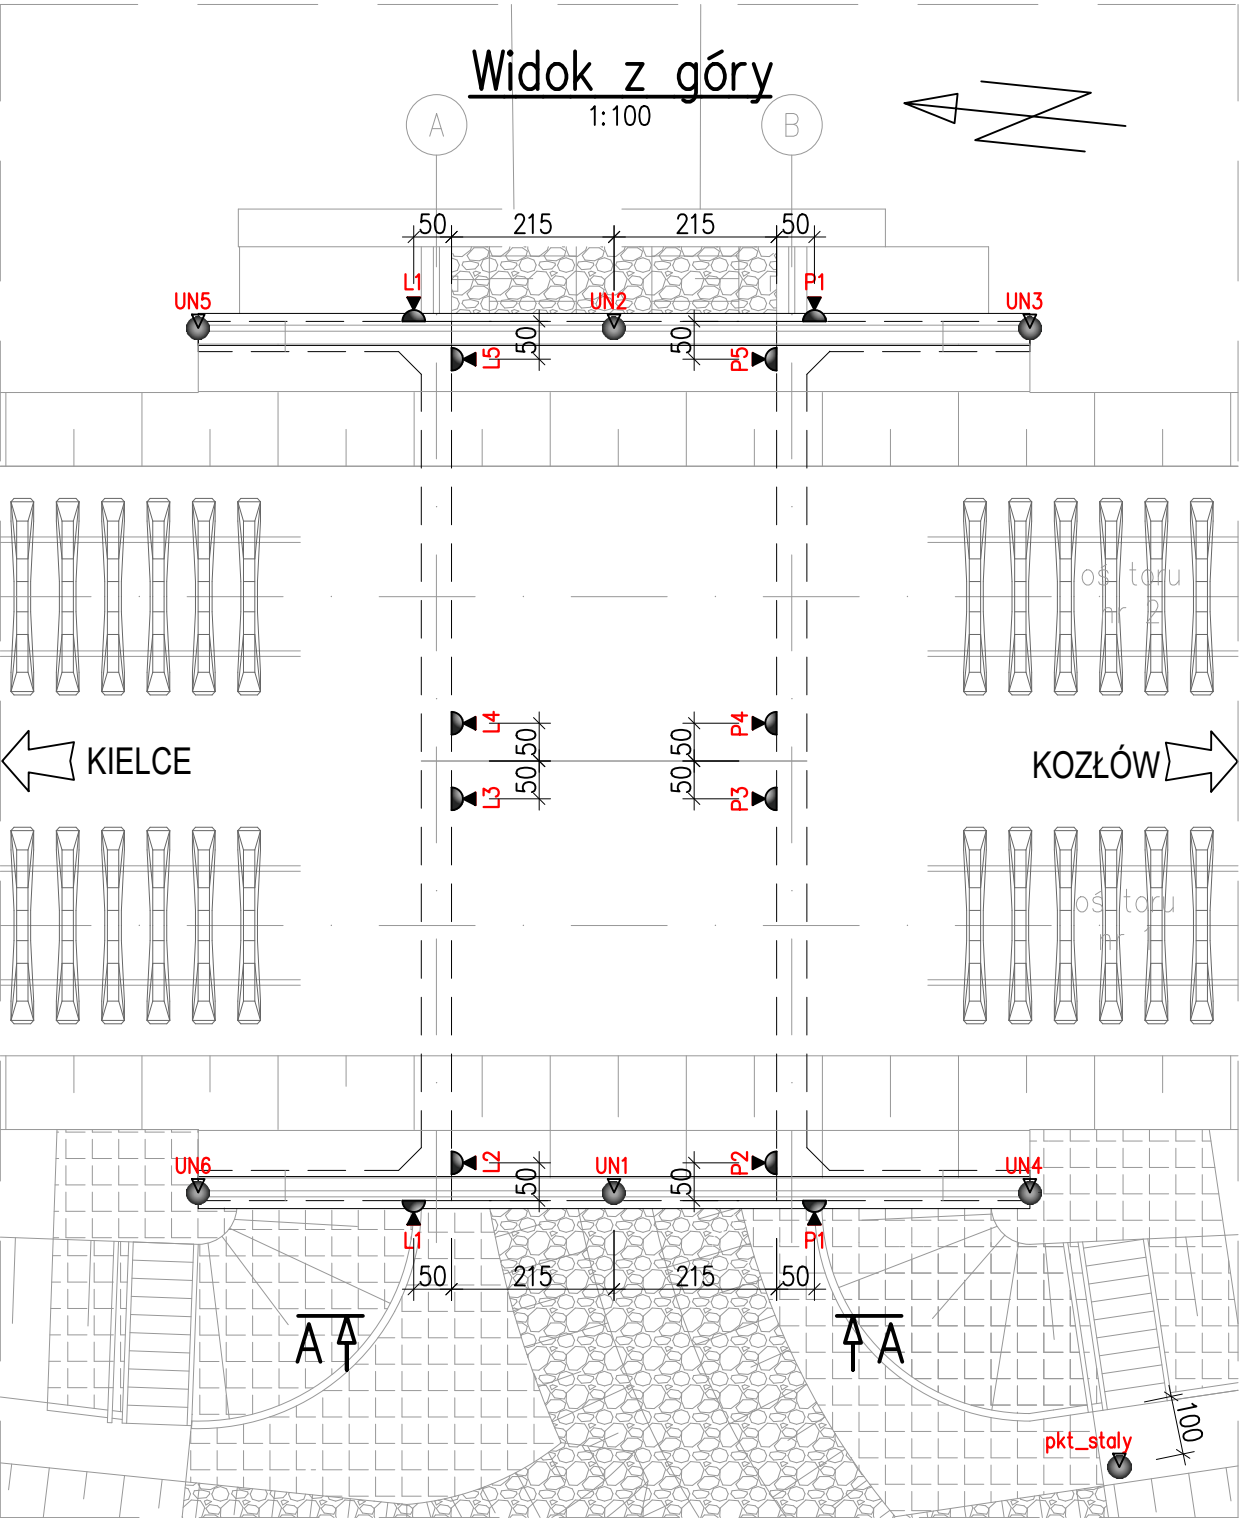 Widok z góry
1:100
A B
50 215 215 50
L1 P1
UN5 UN2 UN3
50 50
L5 P5
oś toru
nr 2
L4 50 50 P4
KIELCE KOZŁÓW
L3 50 50 P3
oś toru
nr
L2 P2
UN6 UN1 UN4
50 50
L1 P1
50 215 215 50
A A
100
pkt_staly